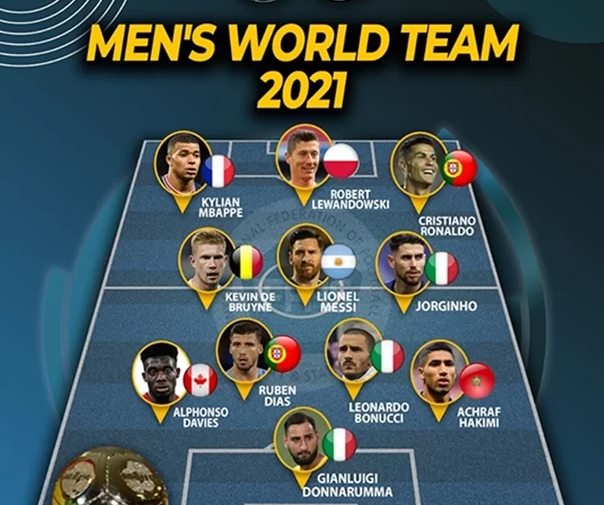 MEN'S WORLD TEAM
2021
KYLIAN
MBAPPE
ROBERT
LEWANDOWSKI
CRISTIANO
RONALDO
KEVIN DE
BRUYNE
LIONEL
MESSI
JORGINHO
ALPHONSO
DAVIES
RUBEN
DIAS
LEONARDO
BONUCCI
ACHRAF
HAKIMI
GIANLUIGI
DONNARUMMA